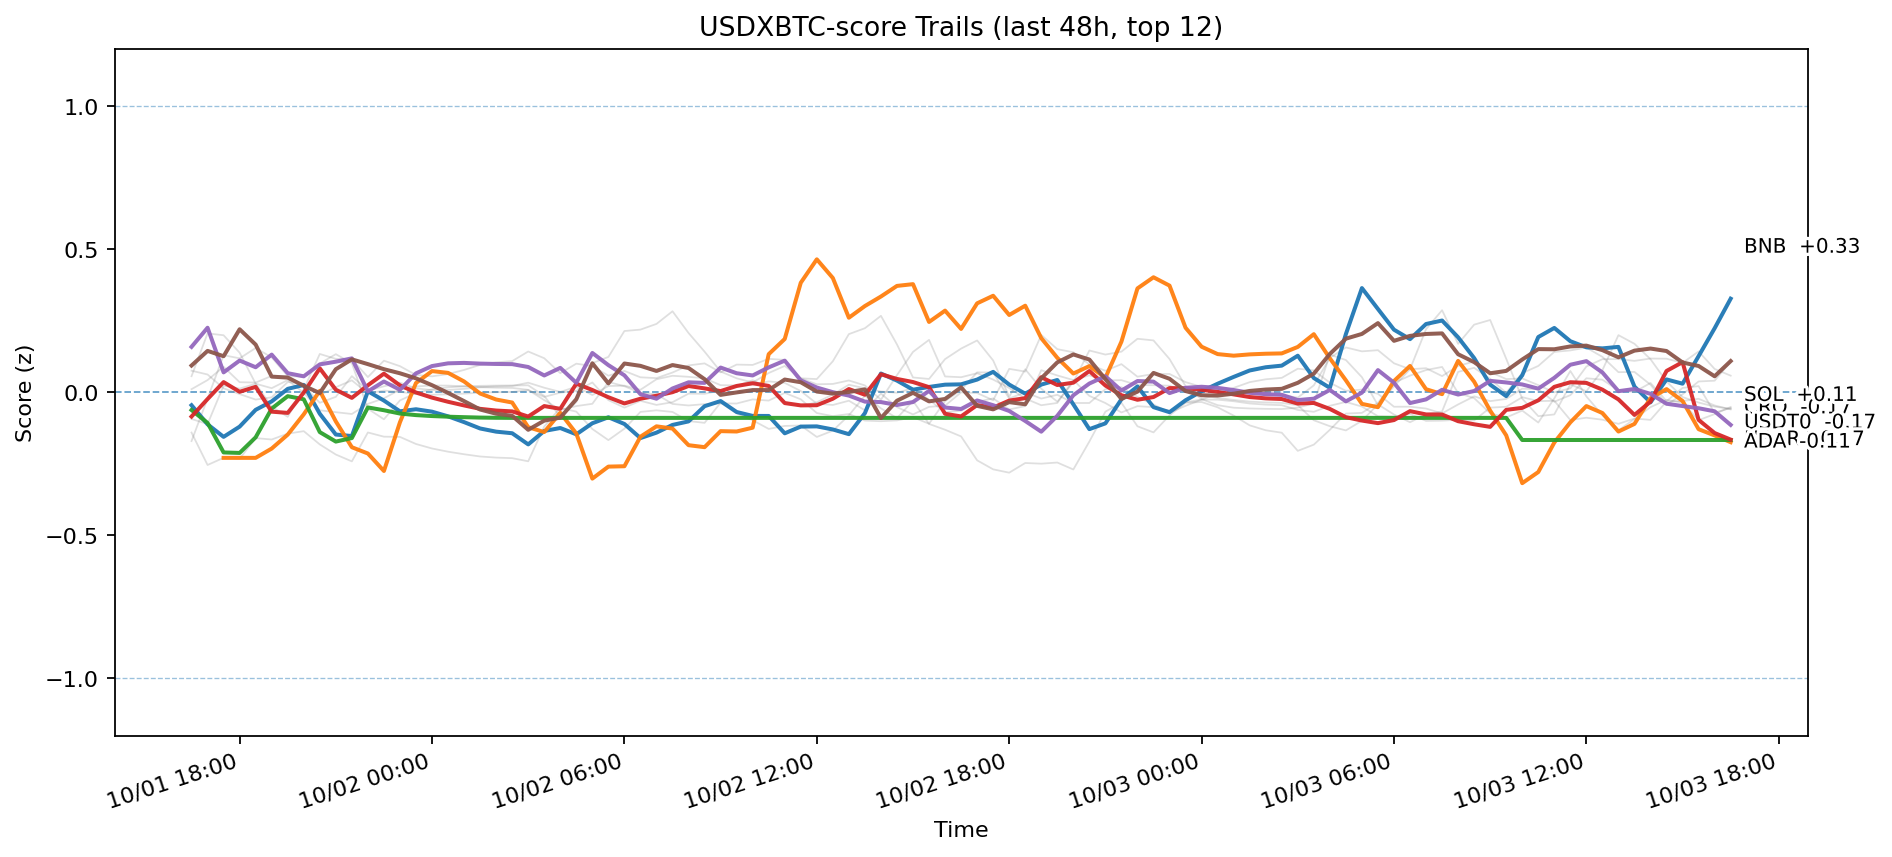 USDXBTC-score Trails (last 48h, top 12)
Score (z)
1.0
0.5
0.0
−0.5
−1.0
BNB +0.33
SOL +0.11
USDT0 -0.17
ADA
10/01 18:00
10/02 00:00
10/02 06:00
10/02 12:00
10/02 18:00
10/03 00:00
10/03 06:00
10/03 12:00
10/03 18:00
Time